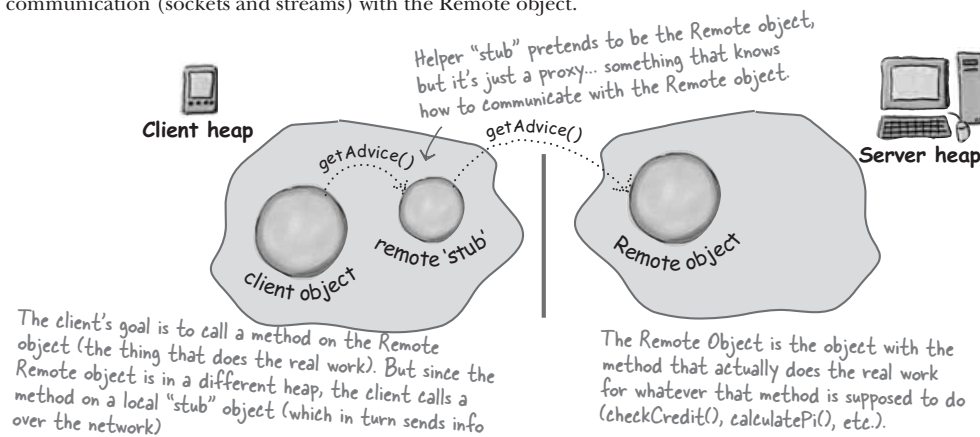 communication (sockets and streams) with the Remote object.
Helper “stub” pretends to be the Remote object,
but it’s just a proxy... something that knows
how to communicate with the Remote object.
Client heap
getAdvice()
getAdvice()
Server heap
client object
remote ‘stub’
Remote object
The client’s goal is to call a method on the Remote
object (the thing that does the real work). But since the
Remote object is in a different heap, the client calls a
method on a local “stub” object (which in turn sends info
over the network)
The Remote Object is the object with the
method that actually does the real work
for whatever that method is supposed to do
(checkCredit(), calculatePi(), etc.).